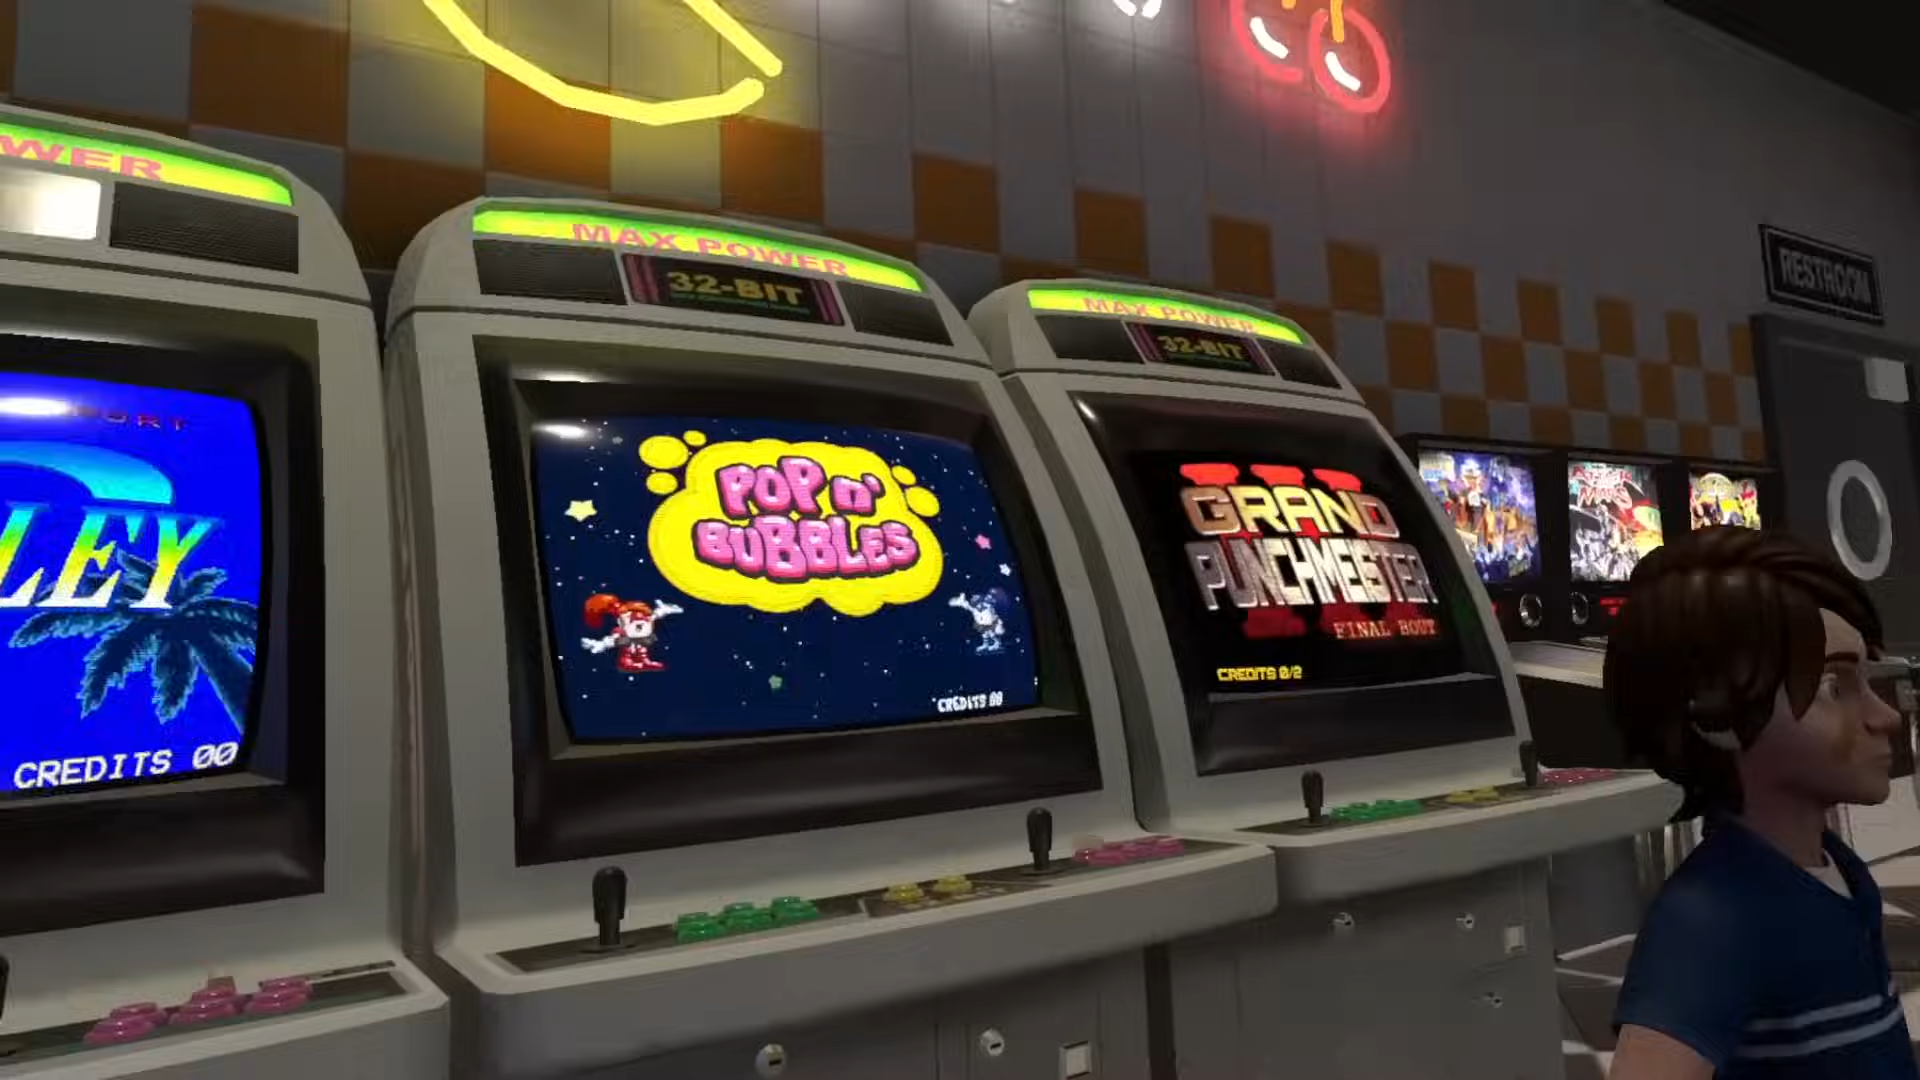 WER
LEY
CREDITS 00
MAX POWER
32-BIT
POP n'
BUBBLES
CREDITS 00
MAX POWER
32-BIT
GRAND
PUNCHMEISTER
FINAL BOUT
CREDITS 0/2
RESTROOM